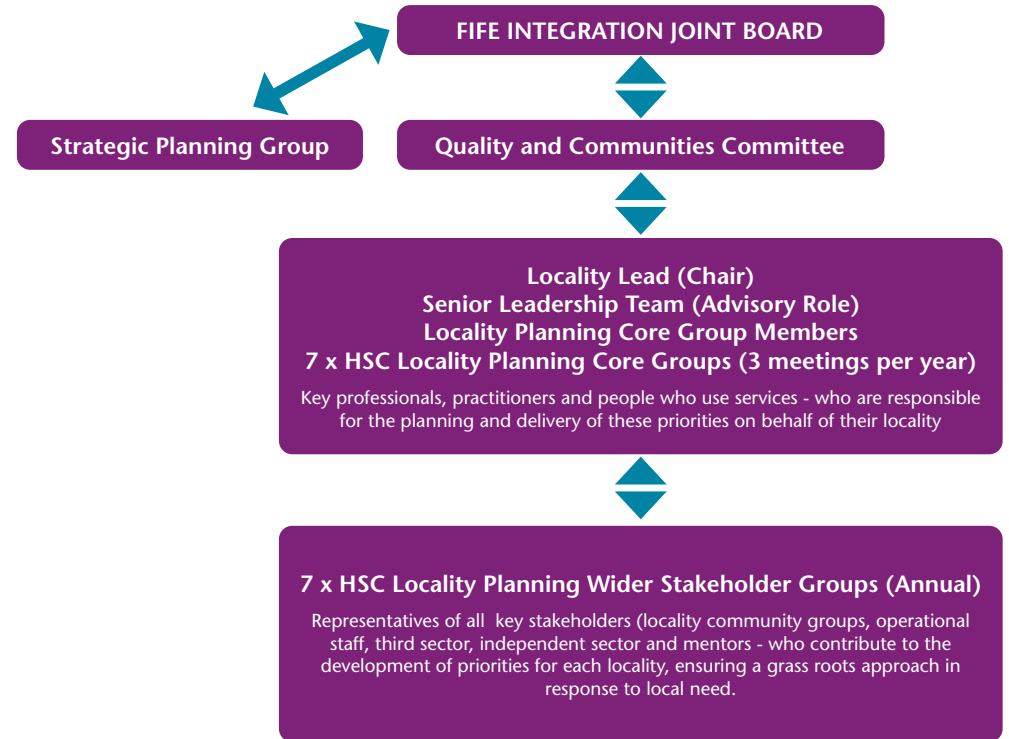 FIFE INTEGRATION JOINT BOARD
Strategic Planning Group
Quality and Communities Committee
Locality Lead (Chair)
Senior Leadership Team (Advisory Role)
Locality Planning Core Group Members
7 x HSC Locality Planning Core Groups (3 meetings per year)
Key professionals, practitioners and people who use services - who are responsible
for the planning and delivery of these priorities on behalf of their locality
7 x HSC Locality Planning Wider Stakeholder Groups (Annual)
Representatives of all key stakeholders (locality community groups, operational
staff, third sector, independent sector and mentors - who contribute to the
development of priorities for each locality, ensuring a grass roots approach in
response to local need.